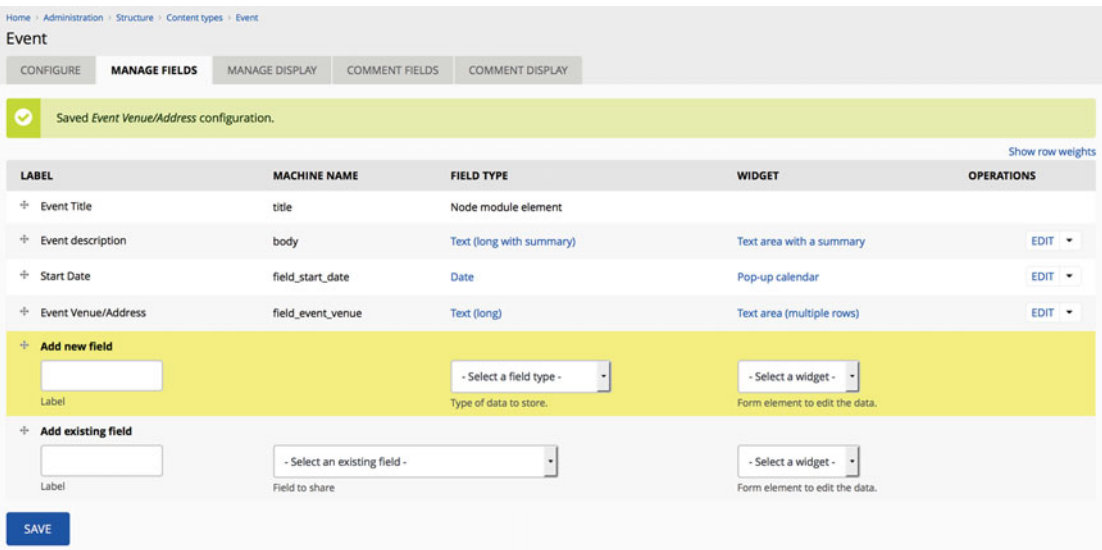 Home › Administration › Structure › Content types › Event
Event
CONFIGURE MANAGE FIELDS MANAGE DISPLAY COMMENT FIELDS COMMENT DISPLAY
Saved Event Venue/Address configuration.
Show row weights
LABEL MACHINE NAME FIELD TYPE WIDGET OPERATIONS
Event Title title Node module element
Event description body Text (long with summary) Text area with a summary EDIT
Start Date field_start_date Date Pop-up calendar EDIT
Event Venue/Address field_event_venue Text (long) Text area (multiple rows) EDIT
Add new field
- Select a field type - - Select a widget -
Label Type of data to store. Form element to edit the data.
Add existing field
- Select an existing field - - Select a widget -
Label Field to share Form element to edit the data.
SAVE